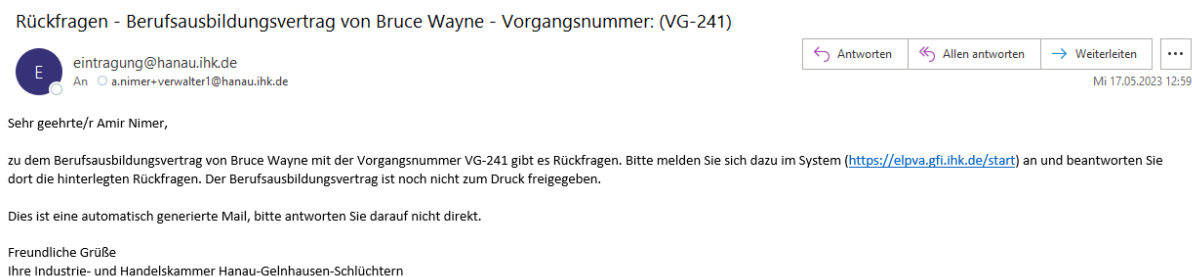 Rückfragen - Berufsausbildungsvertrag von Bruce Wayne - Vorgangsnummer: (VG-241)
E
eintragung@hanau.ihk.de
An a.nimer+verwalter1@hanau.ihk.de
Antworten
Allen antworten
Weiterleiten
...
Mi 17.05.2023 12:59
Sehr geehrte/r Amir Nimer,
zu dem Berufsausbildungsvertrag von Bruce Wayne mit der Vorgangsnummer VG-241 gibt es Rückfragen. Bitte melden Sie sich dazu im System (https://elpva.gfi.ihk.de/start) an und beantworten Sie
dort die hinterlegten Rückfragen. Der Berufsausbildungsvertrag ist noch nicht zum Druck freigegeben.
Dies ist eine automatisch generierte Mail, bitte antworten Sie darauf nicht direkt.
Freundliche Grüße
Ihre Industrie- und Handelskammer Hanau-Gelnhausen-Schlüchtern